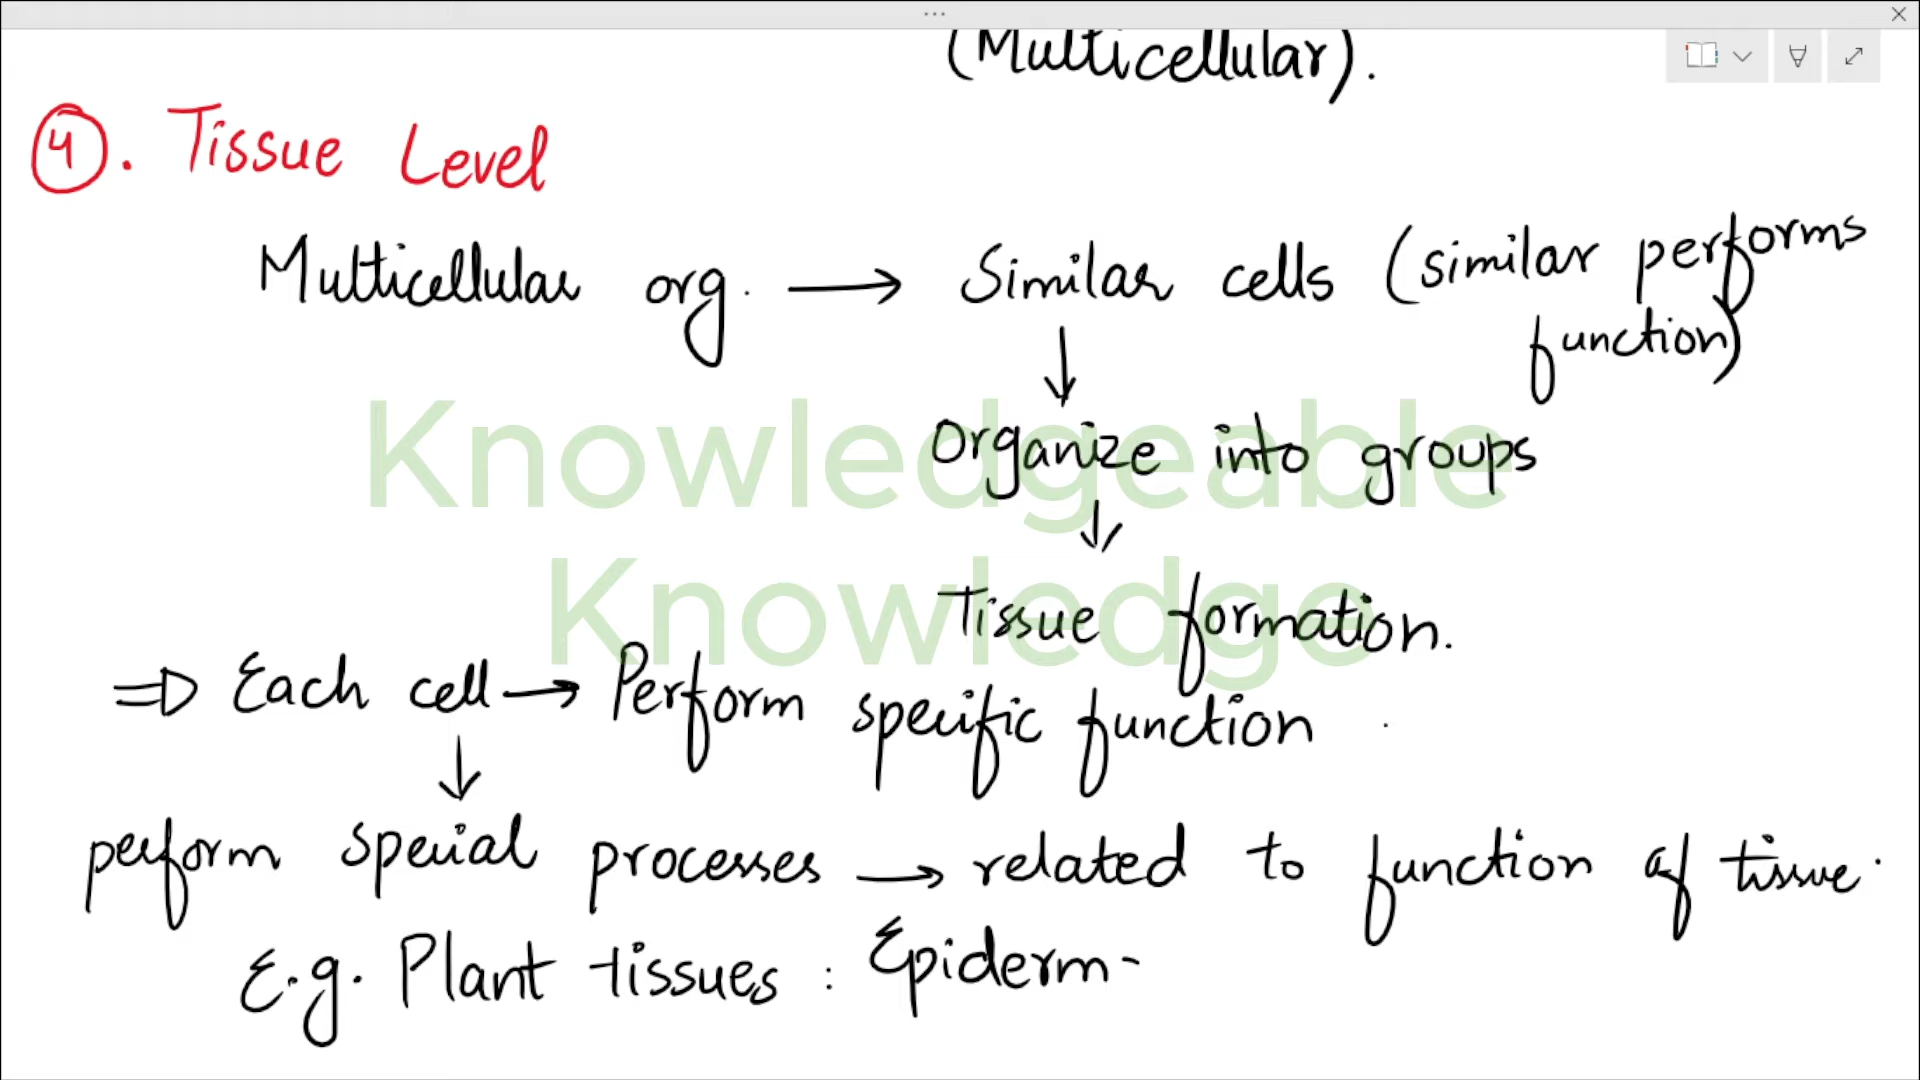 (Multicellular).
4. Tissue Level
Multicellular org. → Similar cells (similar performs
function)
↓
Organize into groups
↓
Tissue formation.
⇒ Each cell → Perform specific function
↓
perform special processes → related to function of tissue.
E.g. Plant tissues : Epiderm-
Knowledgeable
Knowledge